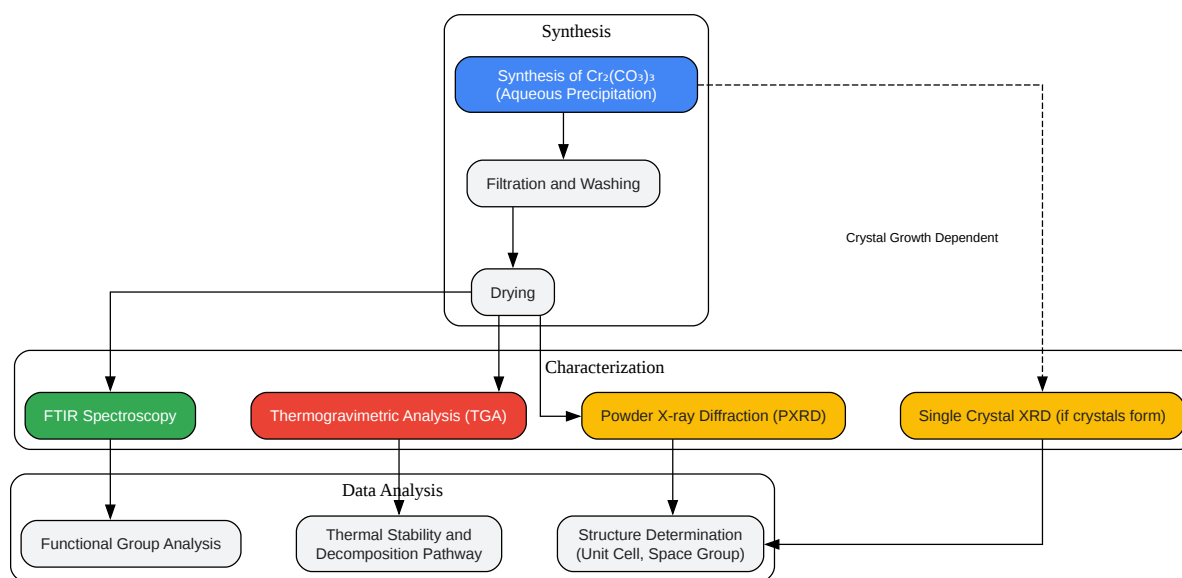 Synthesis
Synthesis of Cr₂(CO₃)₃
(Aqueous Precipitation)
Filtration and Washing
Crystal Growth Dependent
Drying
Characterization
FTIR Spectroscopy
Thermogravimetric Analysis (TGA)
Powder X-ray Diffraction (PXRD)
Single Crystal XRD (if crystals form)
Data Analysis
Functional Group Analysis
Thermal Stability and
Decomposition Pathway
Structure Determination
(Unit Cell, Space Group)